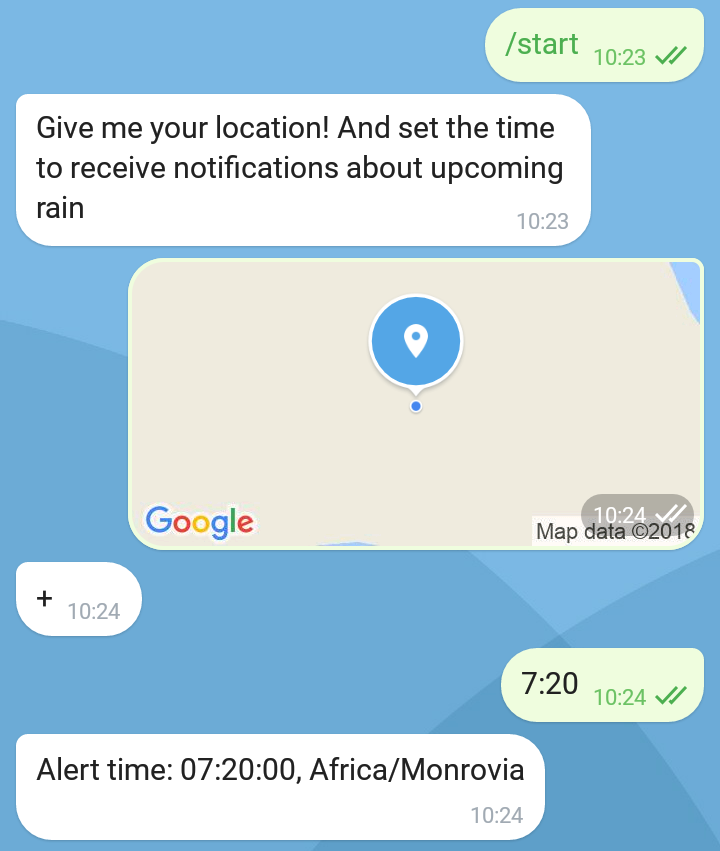 /start
10:23
Give me your location! And set the time
to receive notifications about upcoming
rain
10:23
Google
10:24
Map data ©2018
+
10:24
7:20
10:24
Alert time: 07:20:00, Africa/Monrovia
10:24